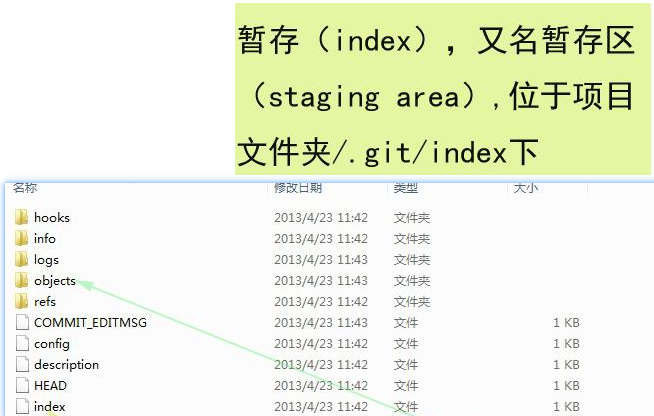 暂存（index），又名暂存区
（staging area）,位于项目
文件夹/.git/index下
名称 修改日期 类型 大小
hooks 2013/4/23 11:42 文件夹
info 2013/4/23 11:42 文件夹
logs 2013/4/23 11:43 文件夹
objects 2013/4/23 11:43 文件夹
refs 2013/4/23 11:42 文件夹
COMMIT_EDITMSG 2013/4/23 11:43 文件 1 KB
config 2013/4/23 11:42 文件 1 KB
description 2013/4/23 11:42 文件 1 KB
HEAD 2013/4/23 11:42 文件 1 KB
index 2013/4/23 11:42 文件 1 KB